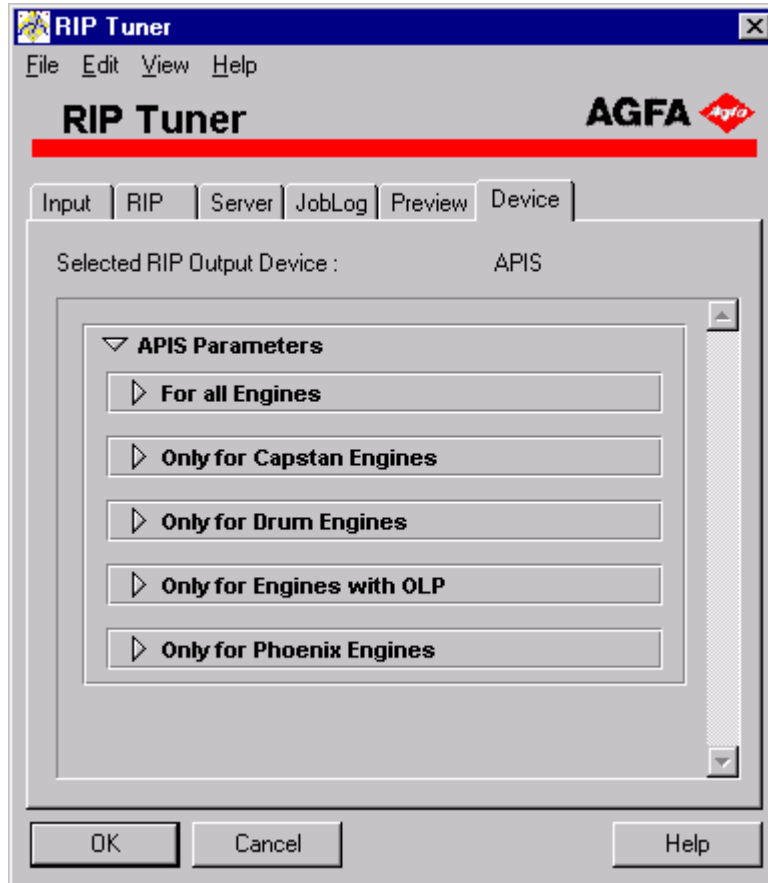 RIP Tuner
File Edit View Help
RIP Tuner AGFA Agfa
Input RIP Server JobLog Preview Device
Selected RIP Output Device : APIS
APIS Parameters
For all Engines
Only for Capstan Engines
Only for Drum Engines
Only for Engines with OLP
Only for Phoenix Engines
OK Cancel Help